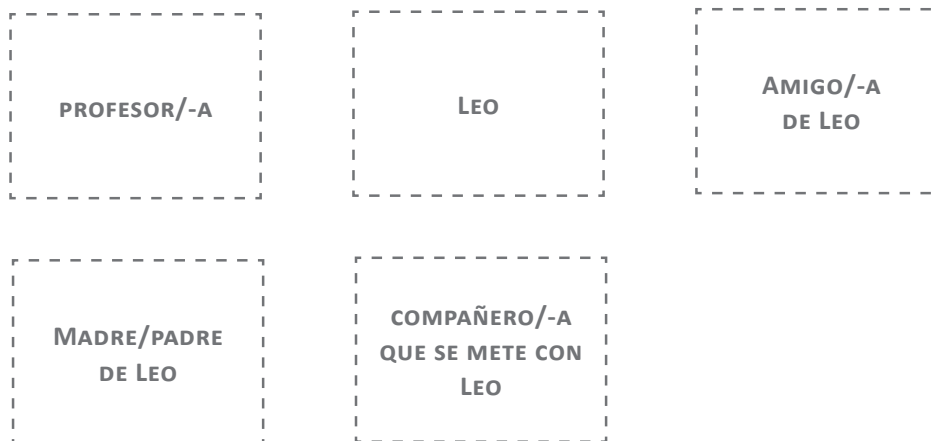 PROFESOR/-A
LEO
AMIGO/-A
DE LEO
MADRE/PADRE
DE LEO
COMPAÑERO/-A
QUE SE METE CON
LEO